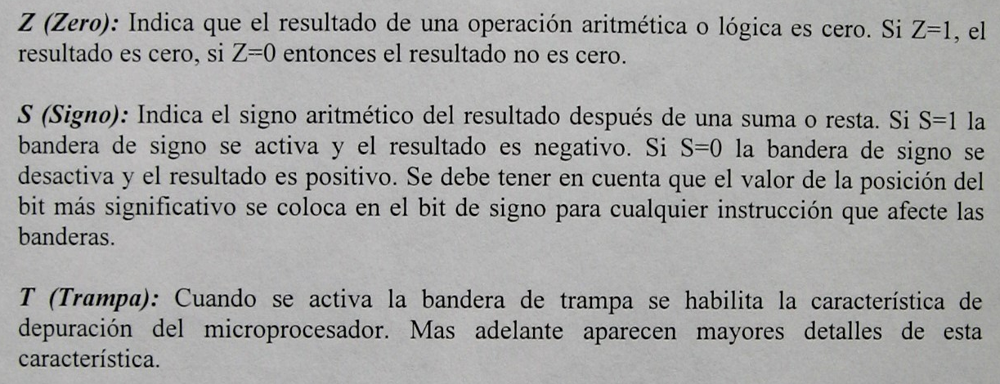 Z (Zero): Indica que el resultado de una operación aritmética o lógica es cero. Si Z=1, el
resultado es cero, si Z=0 entonces el resultado no es cero.
S (Signo): Indica el signo aritmético del resultado después de una suma o resta. Si S=1 la
bandera de signo se activa y el resultado es negativo. Si S=0 la bandera de signo se
desactiva y el resultado es positivo. Se debe tener en cuenta que el valor de la posición del
bit más significativo se coloca en el bit de signo para cualquier instrucción que afecte las
banderas.
T (Trampa): Cuando se activa la bandera de trampa se habilita la característica de
depuración del microprocesador. Mas adelante aparecen mayores detalles de esta
característica.